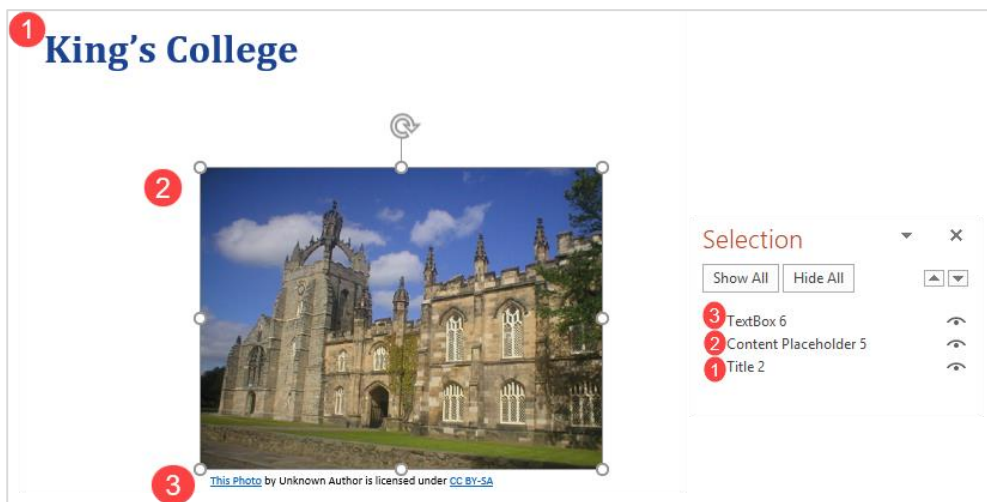 1
King's College
2
3
This Photo by Unknown Author is licensed under CC BY-SA
Selection
Show All Hide All
3 TextBox 6
2 Content Placeholder 5
1 Title 2